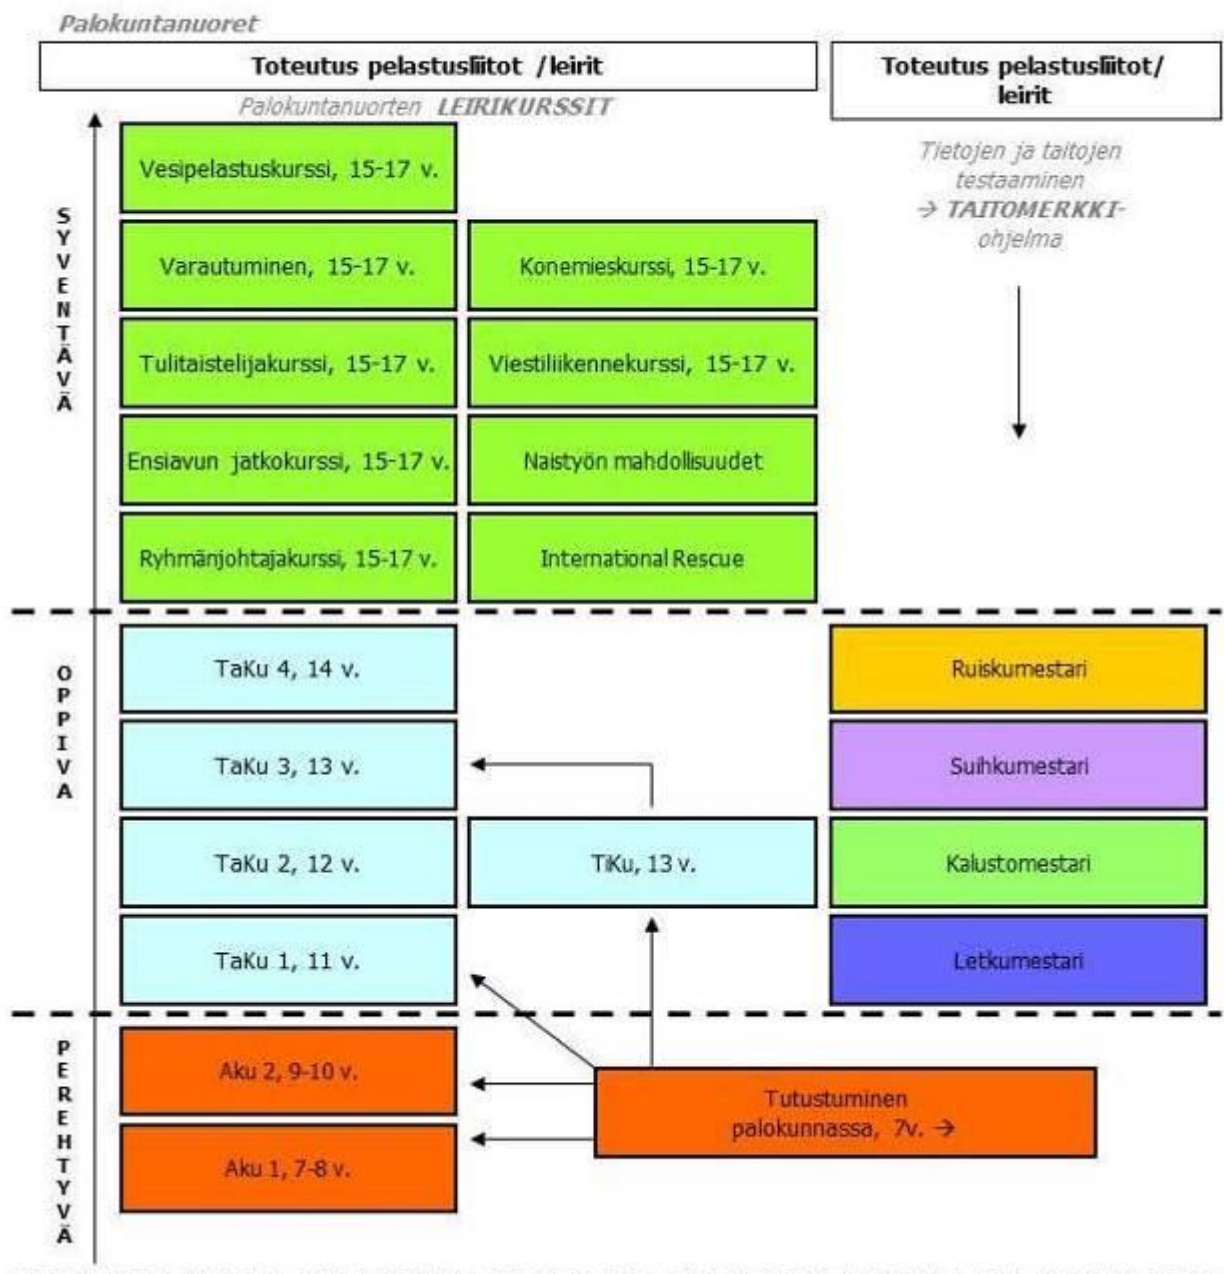 Palokuntanuoret
Toteutus pelastusliitot /leirit
Toteutus pelastusliitot/
leirit
Palokuntanuorten LEIRIKURSSIT
Tietojen ja taitojen
testaaminen
→ TAITOMERKKI-
ohjelma
SYVENTÄVÄ
Vesipelastuskurssi, 15-17 v.
Varautuminen, 15-17 v.
Konemieskurssi, 15-17 v.
Tulitaistelijakurssi, 15-17 v.
Viestiliikennekurssi, 15-17 v.
Ensiavun jatkokurssi, 15-17 v.
Naistyön mahdollisuudet
Ryhmänjohtajakurssi, 15-17 v.
International Rescue
OPPIVA
TaKu 4, 14 v.
Ruiskumestari
TaKu 3, 13 v.
Suihkumestari
TaKu 2, 12 v.
TiKu, 13 v.
Kalustomestari
TaKu 1, 11 v.
Letkumestari
PEREHTYVÄ
Aku 2, 9-10 v.
Tutustuminen
palokunnassa, 7v. →
Aku 1, 7-8 v.